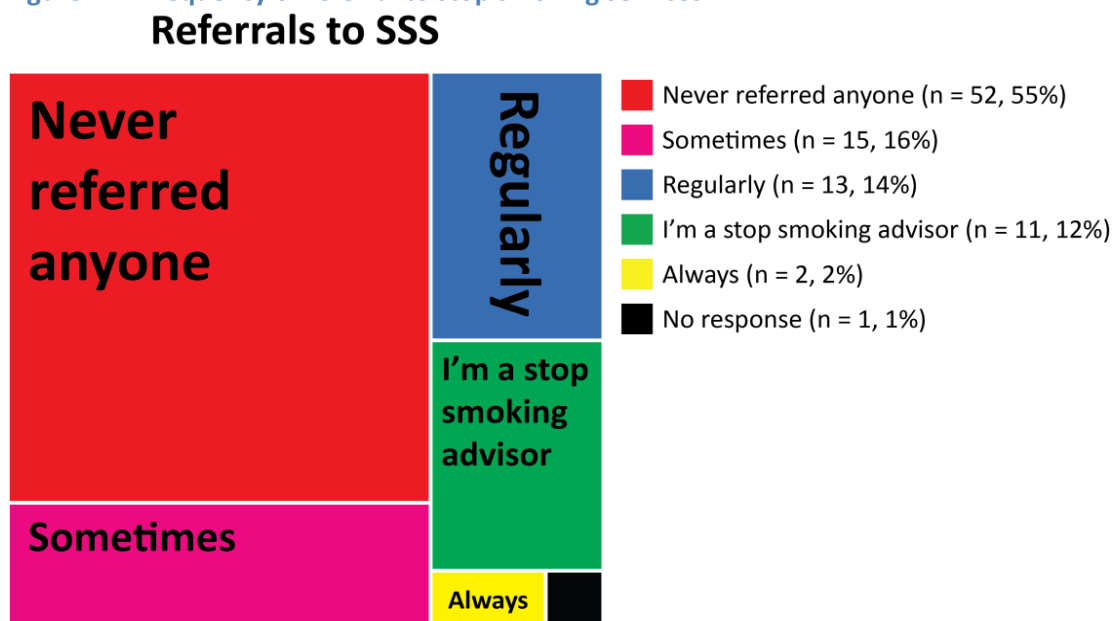 Referrals to SSS
Never
referred
anyone
Regularly
I'm a stop
smoking
advisor
Sometimes
Always
Never referred anyone (n = 52, 55%)
Sometimes (n = 15, 16%)
Regularly (n = 13, 14%)
I'm a stop smoking advisor (n = 11, 12%)
Always (n = 2, 2%)
No response (n = 1, 1%)